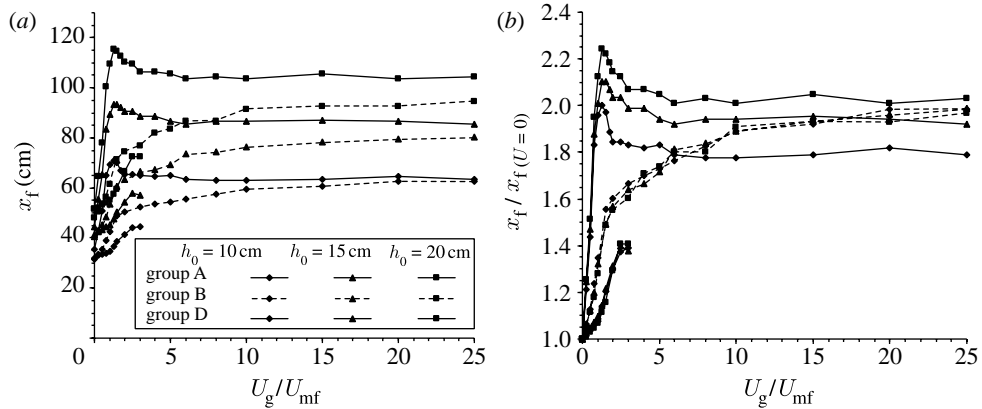 (a)
120
100
80
60
40
20
0
x_f (cm)
h_0 = 10 cm h_0 = 15 cm h_0 = 20 cm
group A
group B
group D
0 5 10 15 20 25
U_g/U_mf
(b)
2.4
2.2
2.0
1.8
1.6
1.4
1.2
1.0
x_f / x_f (U = 0)
0 5 10 15 20 25
U_g/U_mf